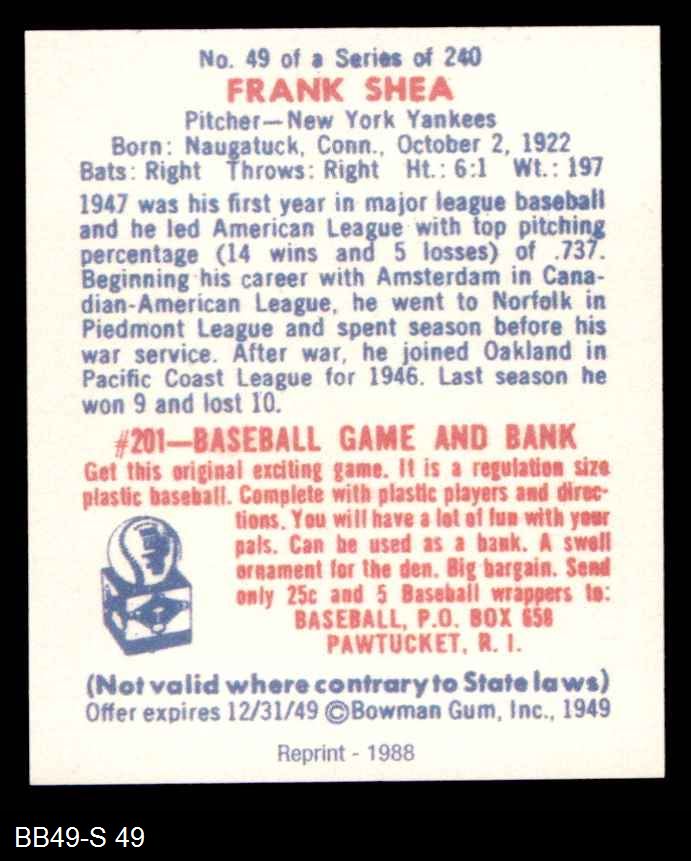 No. 49 of a Series of 240
FRANK SHEA
Pitcher—New York Yankees
Born: Naugatuck, Conn., October 2, 1922
Bats: Right Throws: Right Ht.: 6:1 Wt.: 197
1947 was his first year in major league baseball
and he led American League with top pitching
percentage (14 wins and 5 losses) of .737.
Beginning his career with Amsterdam in Cana-
dian-American League, he went to Norfolk in
Piedmont League and spent season before his
war service. After war, he joined Oakland in
Pacific Coast League for 1946. Last season he
won 9 and lost 10.
#201—BASEBALL GAME AND BANK
Get this original exciting game. It is a regulation size
plastic baseball. Complete with plastic players and direc-
tions. You will have a lot of fun with your
pals. Can be used as a bank. A swell
ornament for the den. Big bargain. Send
only 25c and 5 Baseball wrappers to:
BASEBALL, P.O. BOX 658
PAWTUCKET, R. I.
(Not valid where contrary to State laws)
Offer expires 12/31/49 ©Bowman Gum, Inc., 1949
Reprint - 1988
BB49-S 49